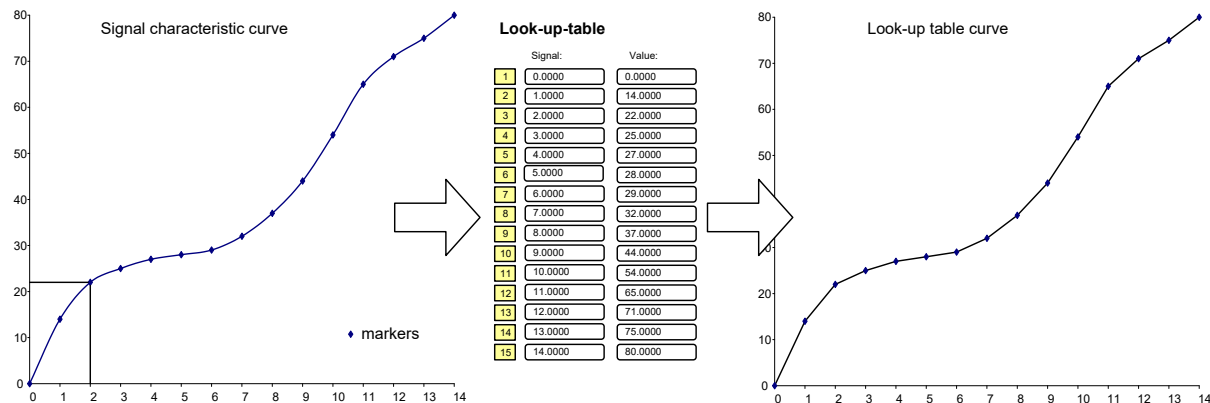 Signal characteristic curve
80
70
60
50
40
30
20
10
0
0 1 2 3 4 5 6 7 8 9 10 11 12 13 14
markers
Look-up-table
Signal: Value:
1 0.0000 0.0000
2 1.0000 14.0000
3 2.0000 22.0000
4 3.0000 25.0000
5 4.0000 27.0000
6 5.0000 28.0000
7 6.0000 29.0000
8 7.0000 32.0000
9 8.0000 37.0000
10 9.0000 44.0000
11 10.0000 54.0000
12 11.0000 65.0000
13 12.0000 71.0000
14 13.0000 75.0000
15 14.0000 80.0000
Look-up table curve
80
70
60
50
20
10
0
0 1 2 3 4 5 6 7 8 9 10 11 12 13 14